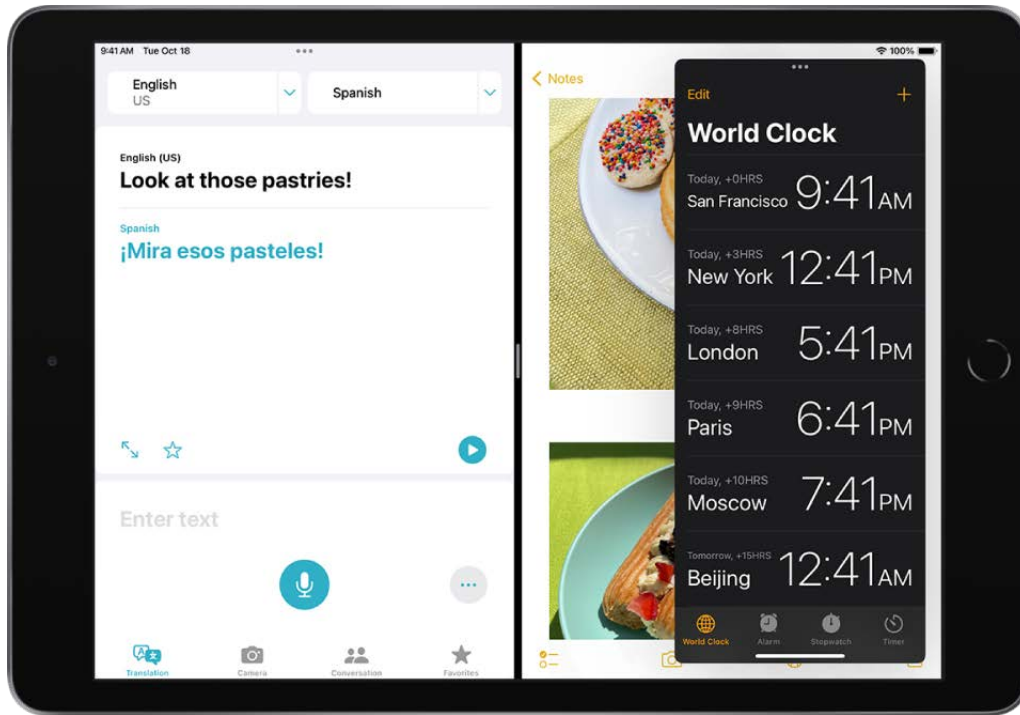 9:41 AM Tue Oct 18
100%
English
US
Spanish
English (US)
Look at those pastries!
Spanish
¡Mira esos pasteles!
Enter text
Translation
Camera
Conversation
Favorites
Notes
Edit
World Clock
Today, +0HRS
San Francisco 9:41AM
Today, +3HRS
New York 12:41PM
Today, +8HRS
London 5:41PM
Today, +9HRS
Paris 6:41PM
Today, +10HRS
Moscow 7:41PM
Tomorrow, +15HRS
Beijing 12:41AM
World Clock
Alarm
Stopwatch
Timer